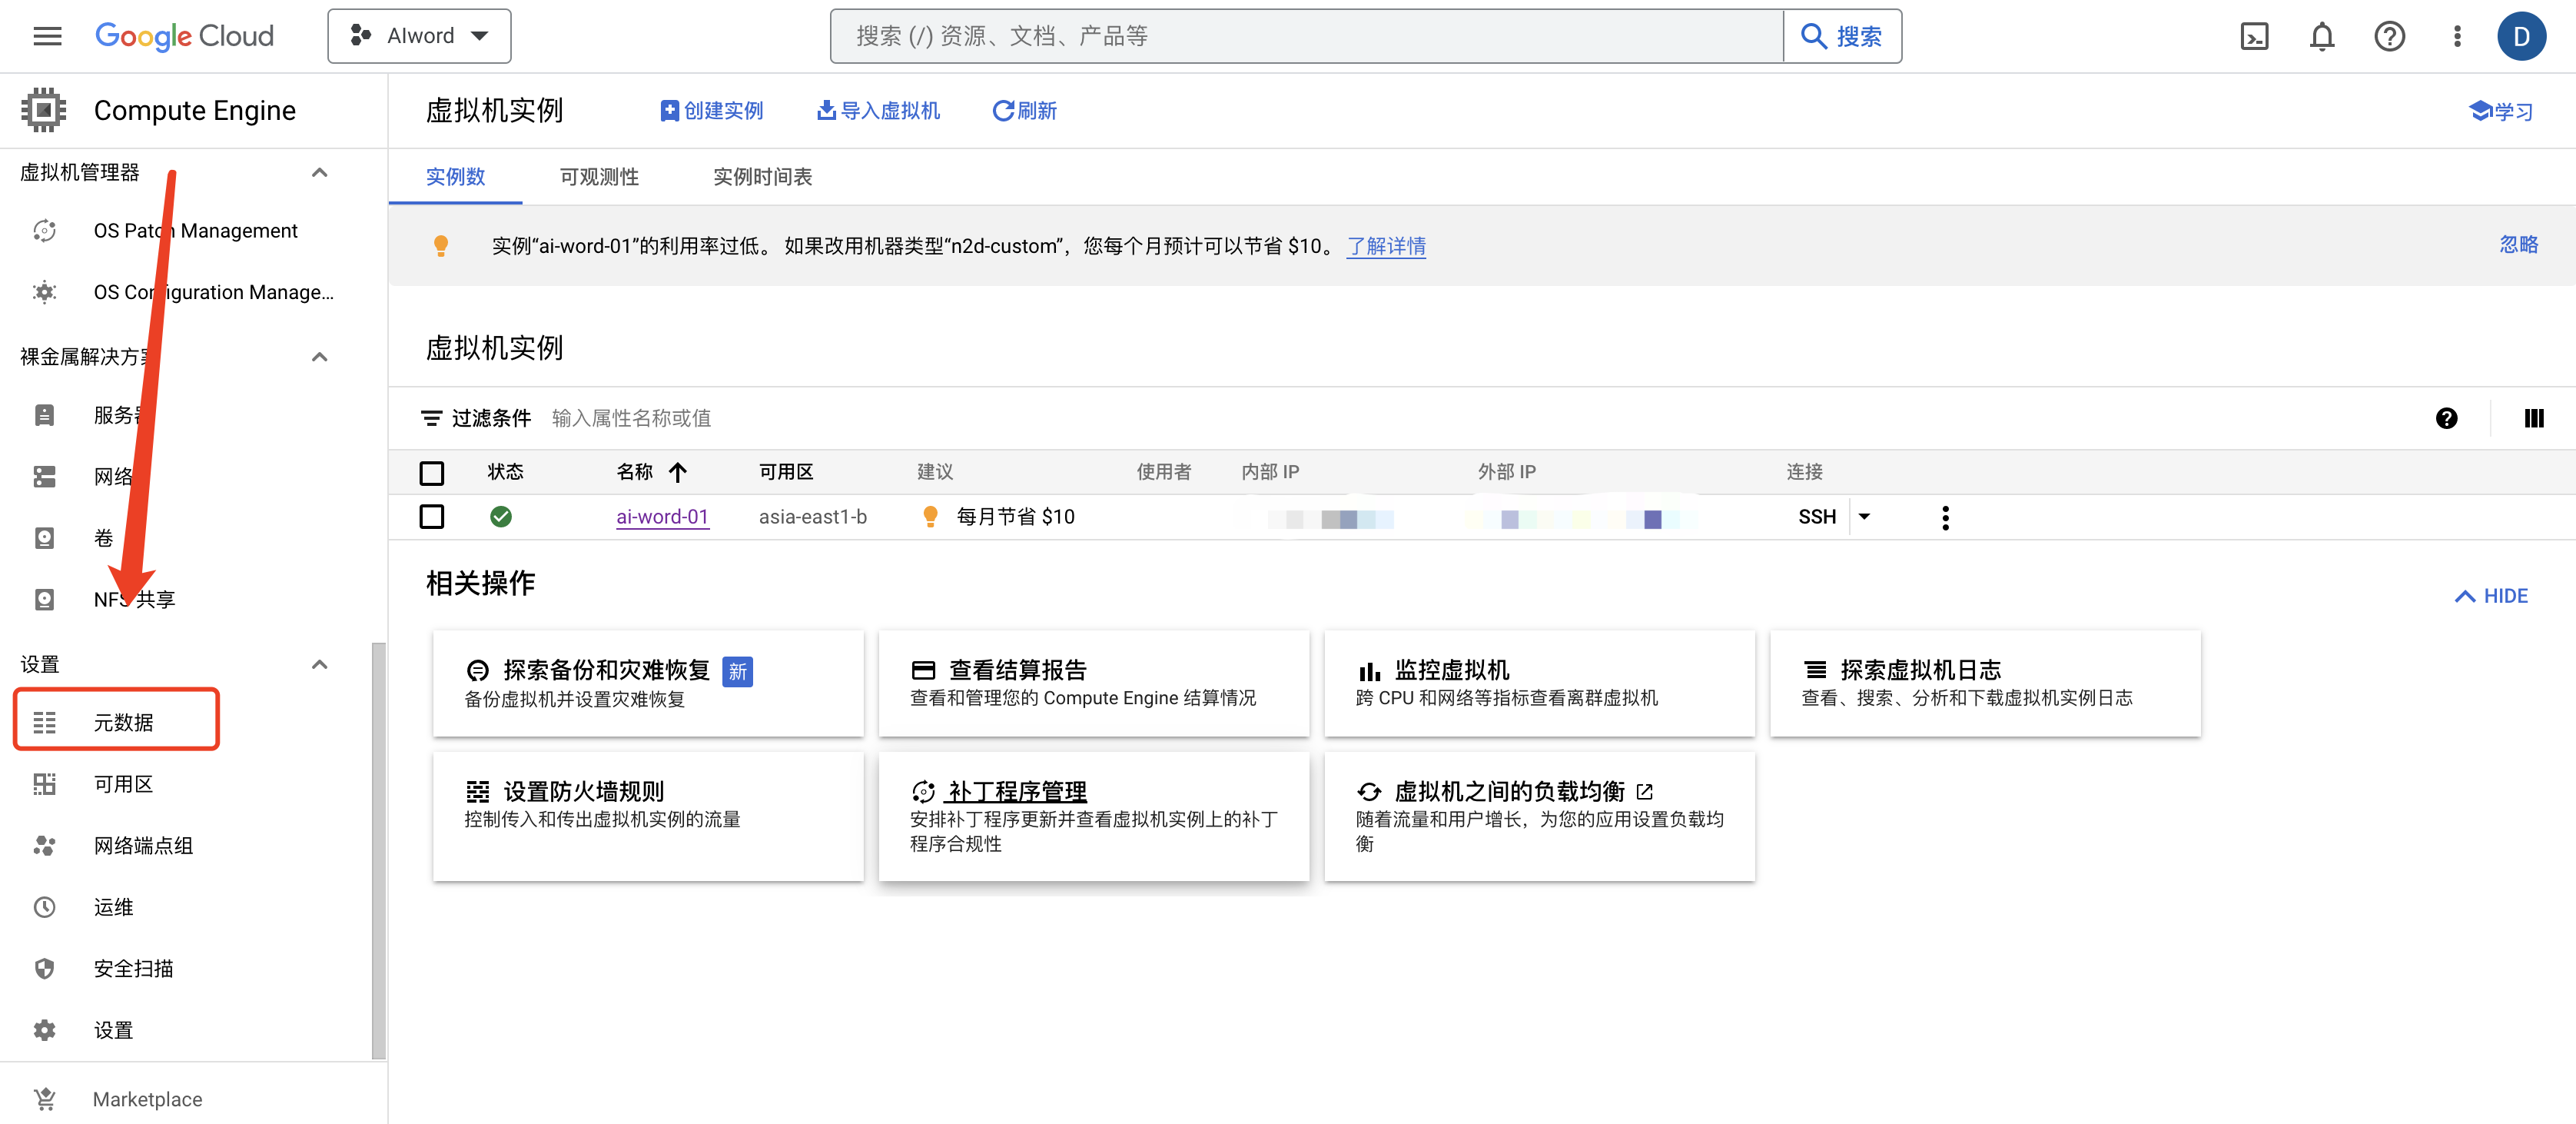 Google Cloud
AIword
搜索 (/) 资源、文档、产品等
搜索
D
Compute Engine
虚拟机实例
创建实例
导入虚拟机
刷新
学习
虚拟机管理器
OS Patch Management
OS Configuration Manage...
裸金属解决方案
服务器
网络
卷
NFS 共享
设置
元数据
可用区
网络端点组
运维
安全扫描
设置
Marketplace
实例数
可观测性
实例时间表
实例“ai-word-01”的利用率过低。 如果改用机器类型“n2d-custom”，您每个月预计可以节省 $10。 了解详情
忽略
虚拟机实例
过滤条件 输入属性名称或值
状态 名称 可用区 建议 使用者 内部 IP 外部 IP 连接
ai-word-01 asia-east1-b 每月节省 $10 SSH
相关操作
HIDE
探索备份和灾难恢复 新
备份虚拟机并设置灾难恢复
查看结算报告
查看和管理您的 Compute Engine 结算情况
监控虚拟机
跨 CPU 和网络等指标查看离群虚拟机
探索虚拟机日志
查看、搜索、分析和下载虚拟机实例日志
设置防火墙规则
控制传入和传出虚拟机实例的流量
补丁程序管理
安排补丁程序更新并查看虚拟机实例上的补丁
程序合规性
虚拟机之间的负载均衡
随着流量和用户增长，为您的应用设置负载均
衡